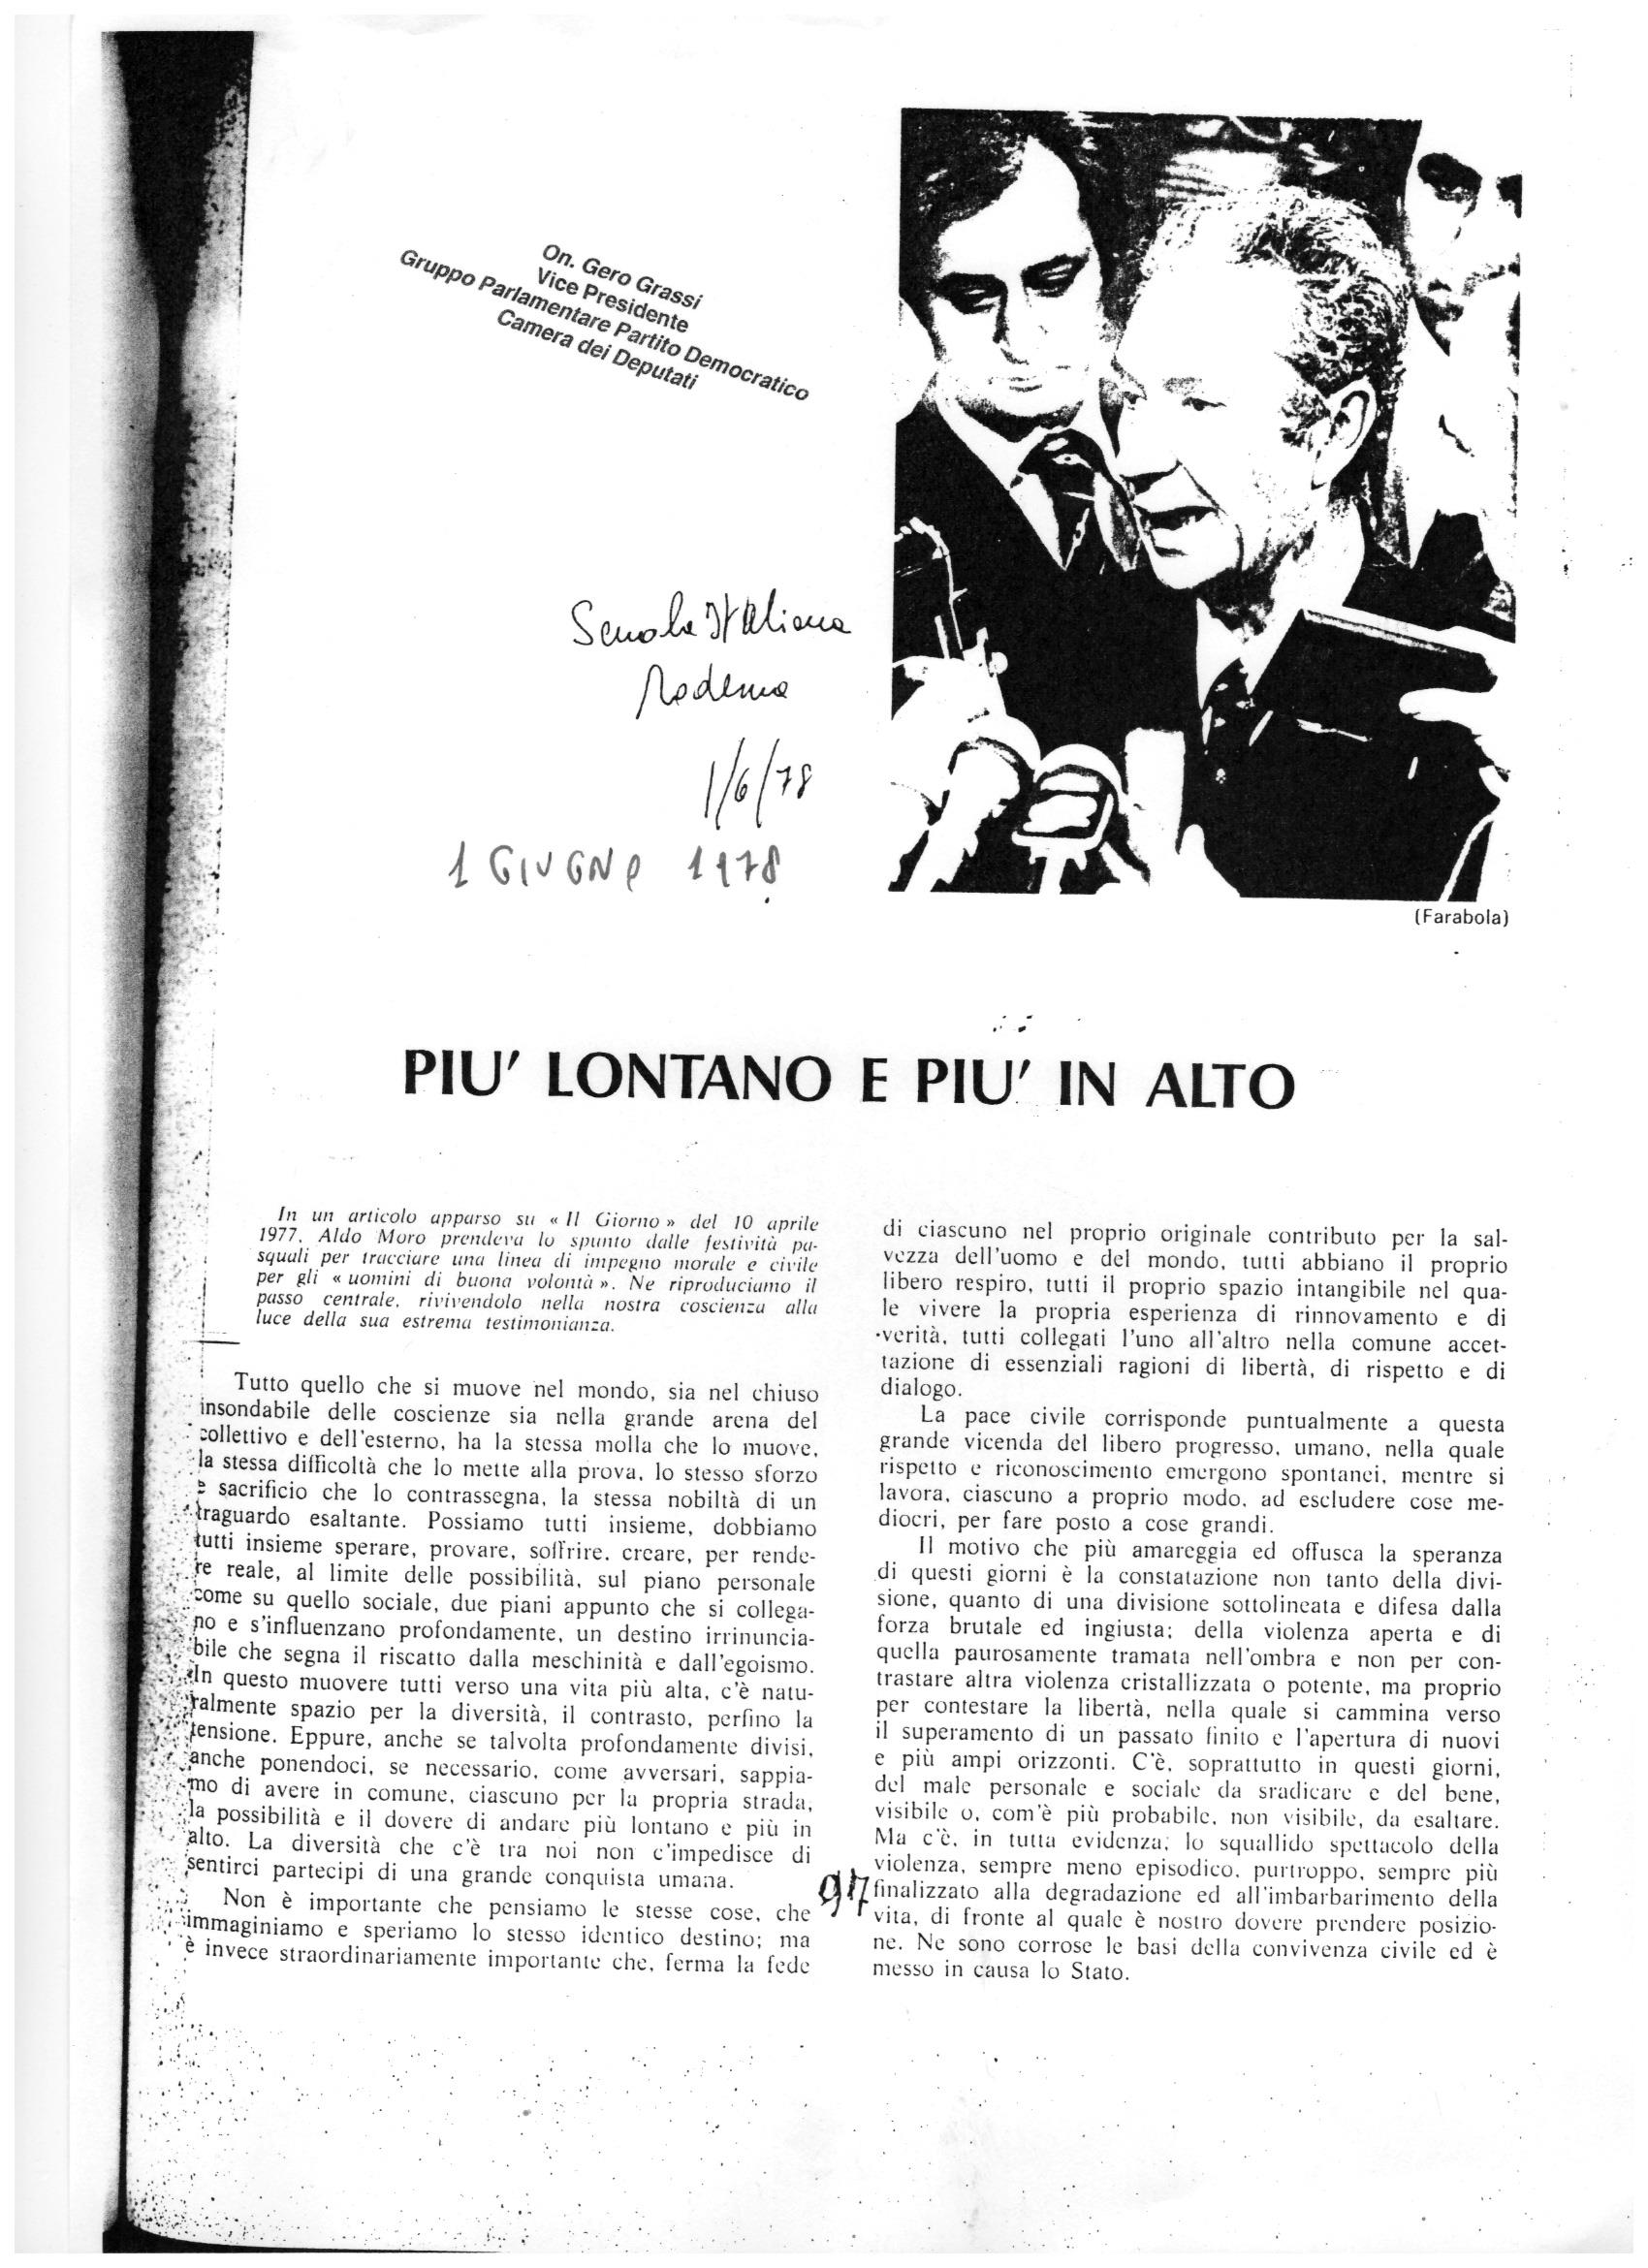 On. Gero Grassi
Vice Presidente
Gruppo Parlamentare Partito Democratico
Camera dei Deputati
Scuola Italiana
Moderna
1/6/78
1 GIUGNO 1978
(Farabola)
PIU' LONTANO E PIU' IN ALTO
In un articolo apparso su « Il Giorno » del 10 aprile
1977, Aldo Moro prendeva lo spunto dalle festività pa-
squali per tracciare una linea di impegno morale e civile
per gli « uomini di buona volontà ». Ne riproduciamo il
passo centrale, rivivendolo nella nostra coscienza alla
luce della sua estrema testimonianza.
Tutto quello che si muove nel mondo, sia nel chiuso
insondabile delle coscienze sia nella grande arena del
collettivo e dell'esterno, ha la stessa molla che lo muove,
la stessa difficoltà che lo mette alla prova, lo stesso sforzo
e sacrificio che lo contrassegna, la stessa nobiltà di un
traguardo esaltante. Possiamo tutti insieme, dobbiamo
tutti insieme sperare, provare, soffrire, creare, per rende-
re reale, al limite delle possibilità, sul piano personale
come su quello sociale, due piani appunto che si collega-
no e s'influenzano profondamente, un destino irrinuncia-
bile che segna il riscatto dalla meschinità e dall'egoismo.
In questo muovere tutti verso una vita più alta, c'è natu-
ralmente spazio per la diversità, il contrasto, perfino la
tensione. Eppure, anche se talvolta profondamente divisi,
anche ponendoci, se necessario, come avversari, sappia-
mo di avere in comune, ciascuno per la propria strada,
la possibilità e il dovere di andare più lontano e più in
alto. La diversità che c'è tra noi non c'impedisce di
sentirci partecipi di una grande conquista umana.
Non è importante che pensiamo le stesse cose, che
immaginiamo e speriamo lo stesso identico destino; ma
è invece straordinariamente importante che, ferma la fede
di ciascuno nel proprio originale contributo per la sal-
vezza dell'uomo e del mondo, tutti abbiano il proprio
libero respiro, tutti il proprio spazio intangibile nel qua-
le vivere la propria esperienza di rinnovamento e di
verità, tutti collegati l'uno all'altro nella comune accet-
tazione di essenziali ragioni di libertà, di rispetto e di
dialogo.
La pace civile corrisponde puntualmente a questa
grande vicenda del libero progresso, umano, nella quale
rispetto e riconoscimento emergono spontanei, mentre si
lavora, ciascuno a proprio modo, ad escludere cose me-
diocri, per fare posto a cose grandi.
Il motivo che più amareggia ed offusca la speranza
di questi giorni è la constatazione non tanto della divi-
sione, quanto di una divisione sottolineata e difesa dalla
forza brutale ed ingiusta; della violenza aperta e di
quella paurosamente tramata nell'ombra e non per con-
trastare altra violenza cristallizzata o potente, ma proprio
per contestare la libertà, nella quale si cammina verso
il superamento di un passato finito e l'apertura di nuovi
e più ampi orizzonti. C'è, soprattutto in questi giorni,
del male personale e sociale da sradicare e del bene,
visibile o, com'è più probabile, non visibile, da esaltare.
Ma c'è, in tutta evidenza, lo squallido spettacolo della
violenza, sempre meno episodico, purtroppo, sempre più
finalizzato alla degradazione ed all'imbarbarimento della
vita, di fronte al quale è nostro dovere prendere posizio-
ne. Ne sono corrose le basi della convivenza civile ed è
messo in causa lo Stato.